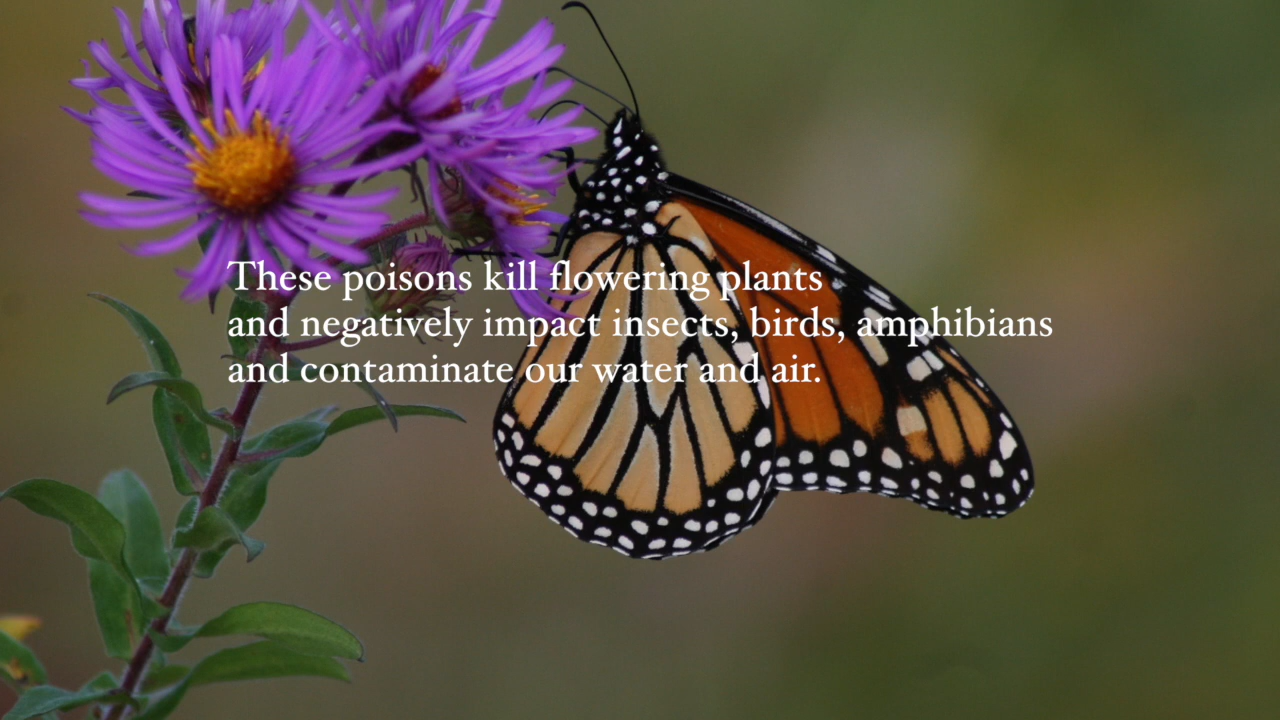 These poisons kill flowering plants
and negatively impact insects, birds, amphibians
and contaminate our water and air.